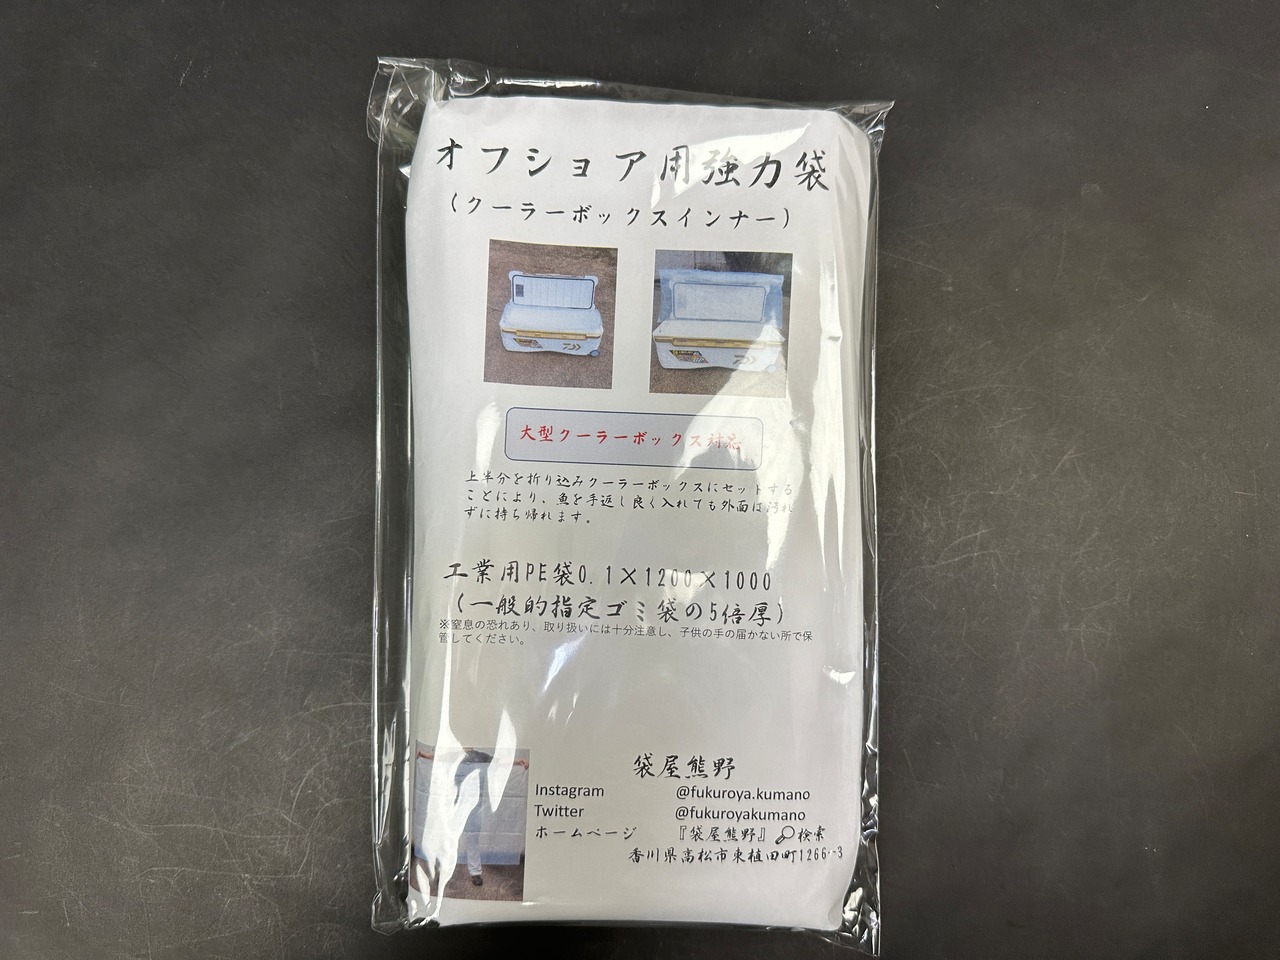 オフショア用強力袋
(クーラーボックスインナー)
大型クーラーボックス対応
上半分を折り込みクーラーボックスにセットする
ことにより、魚を手返し良く入れても外面は汚れ
ずに持ち帰れます。
工業用PE袋0.1×1200×1000
(一般的指定ゴミ袋の5倍厚)
※窒息の恐れあり、取り扱いには十分注意し、子供の手の届かない所で保
管してください。
袋屋熊野
Instagram @fukuroya.kumano
Twitter @fukuroyakumano
ホームページ 『袋屋熊野』🔎検索
香川県高松市東植田町1266-3